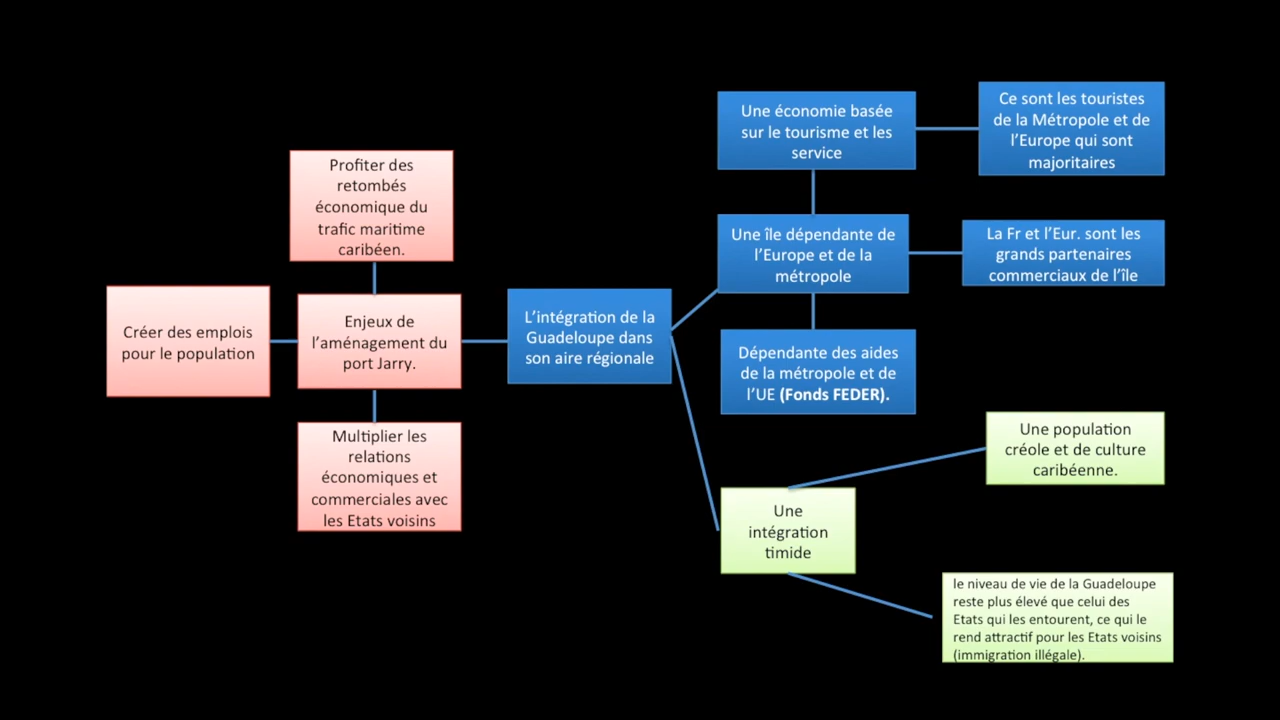 Profiter des
retombés
économique du
trafic maritime
caribéen.
Créer des emplois
pour le population
Enjeux de
l’aménagement du
port Jarry.
Multiplier les
relations
économiques et
commerciales avec
les Etats voisins
L’intégration de la
Guadeloupe dans
son aire régionale
Une économie basée
sur le tourisme et les
service
Ce sont les touristes
de la Métropole et de
l’Europe qui sont
majoritaires
Une île dépendante de
l’Europe et de la
métropole
La Fr et l’Eur. sont les
grands partenaires
commerciaux de l’île
Dépendante des aides
de la métropole et de
l’UE (Fonds FEDER).
Une
intégration
timide
Une population
créole et de culture
caribéenne.
le niveau de vie de la Guadeloupe
reste plus élevé que celui des
Etats qui les entourent, ce qui le
rend attractif pour les Etats voisins
(immigration illégale).